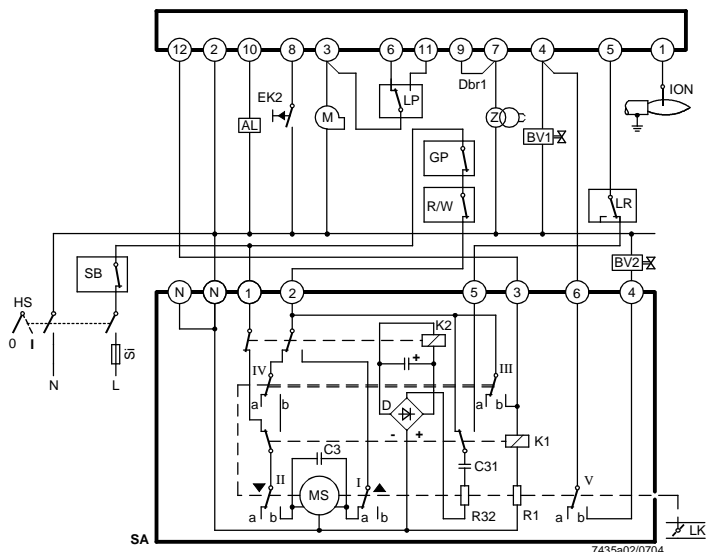 12 2 10 8 3 6 11 9 7 4 5 1
Dbr1
EK2
LP
ION
AL
M
Z
BV1
GP
R/W
LR
SB
BV2
HS
N N 1 2 5 3 6 4
0 I
Si
K2
N L
+
IV
III
a b
D
a b
- +
K1
C3
C31
II
I
V
MS
a b
a b
R32
R1
a b
LK
SA
7435a02/0704